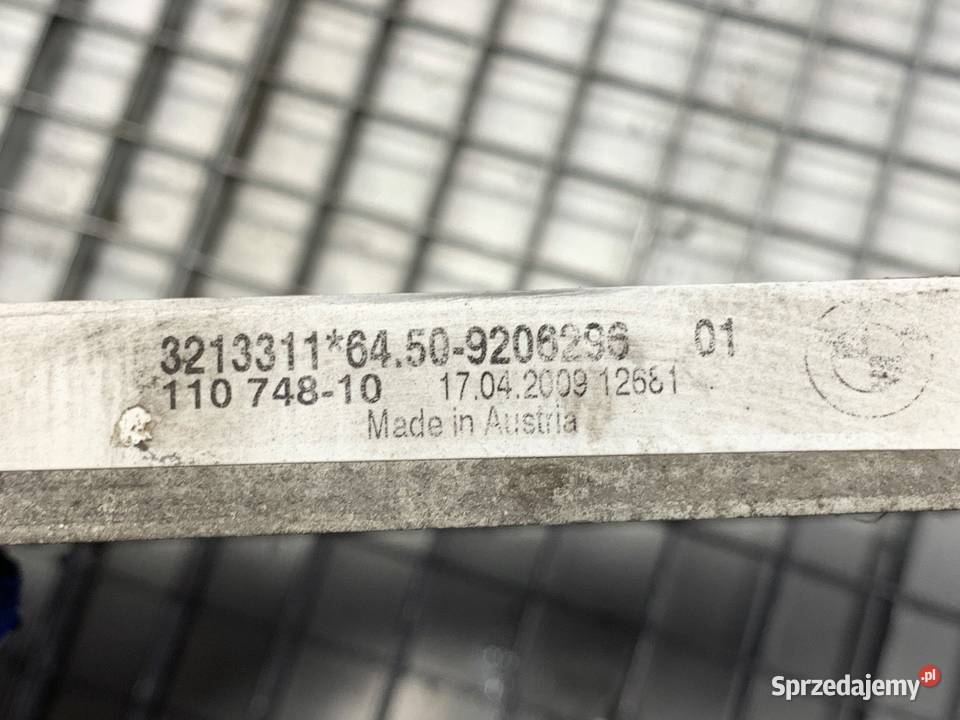 3213311*64.50-9206296 01
110 748-10 17.04.2009 12681
Made in Austria
Sprzedajemy.pl